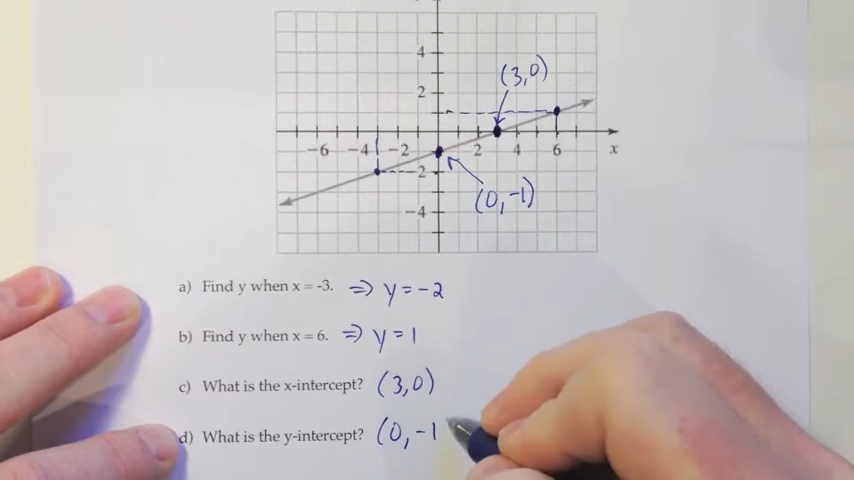 4
(3,0)
2
-6 -4 -2 2 4 6 x
-2
(0,-1)
-4
a) Find y when x = -3. ⇒ y = -2
b) Find y when x = 6. ⇒ y = 1
c) What is the x-intercept? (3,0)
d) What is the y-intercept? (0,-1